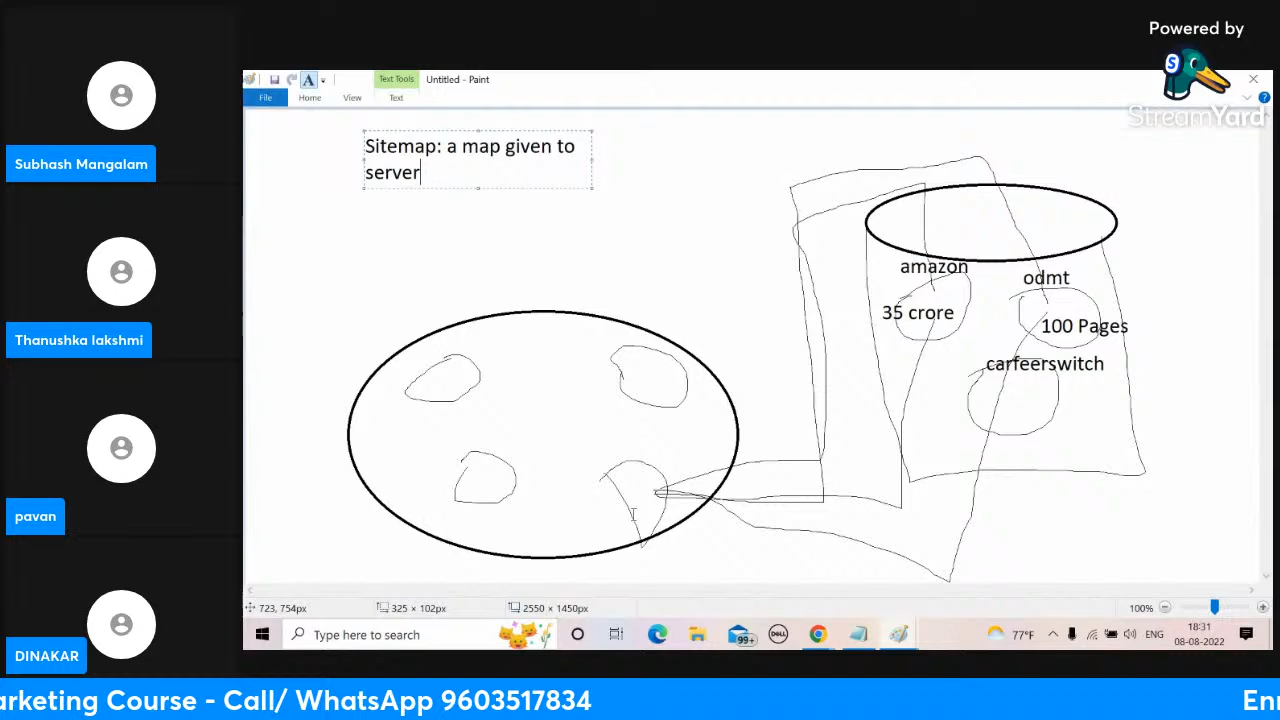 Powered by
StreamYard
Subhash Mangalam
Thanushka lakshmi
pavan
DINAKAR
Text Tools
Untitled - Paint
File
Home
View
Text
Sitemap: a map given to
server
amazon
odmt
35 crore
100 Pages
carfeerswitch
723, 754px
325 × 102px
2550 × 1450px
100%
Type here to search
99+
DELL
77°F
ENG
18:31
08-08-2022
arketing Course - Call/ WhatsApp 9603517834
En